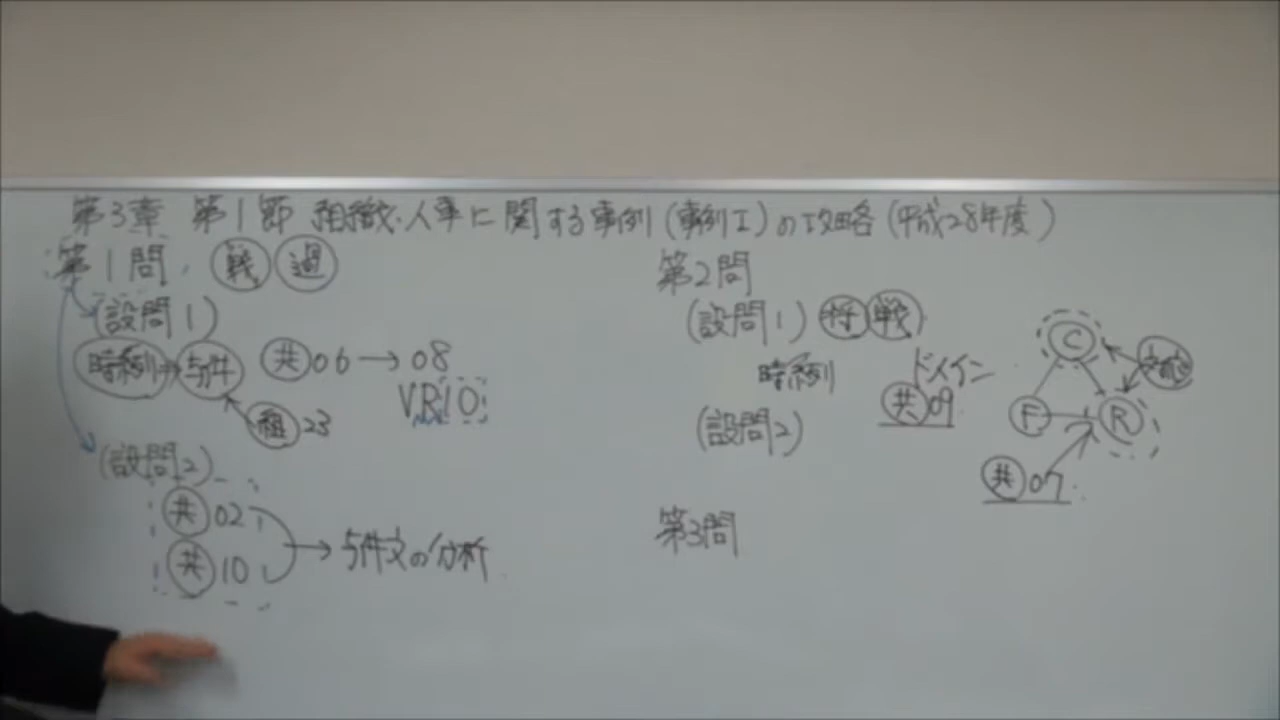 第3章 第1節 組織・人事に関する事例(事例I)の攻略(平成28年度)
第1問 戦 過
(設問1)
時系列 与件 共06→08
VRIO
組23
(設問2)
共02
共10
→与件文の分析
第2問
(設問1) 将 戦
時系列 ドメイン
共09
(設問2)
C
F R
共07
第3問